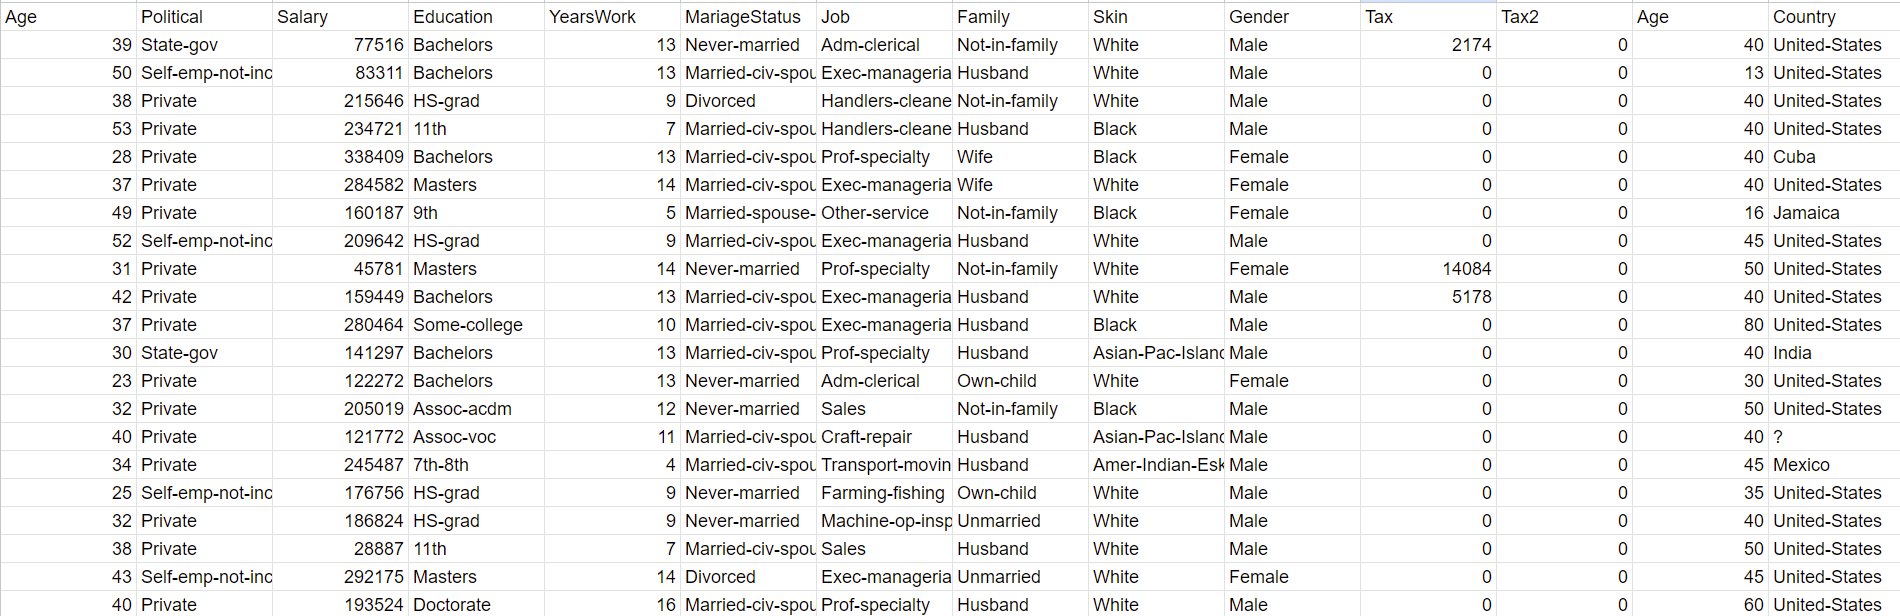 Age Political Salary Education YearsWork MariageStatus Job Family Skin Gender Tax Tax2 Age Country
39 State-gov 77516 Bachelors 13 Never-married Adm-clerical Not-in-family White Male 2174 0 40 United-States
50 Self-emp-not-inc 83311 Bachelors 13 Married-civ-spou Exec-manageria Husband White Male 0 0 13 United-States
38 Private 215646 HS-grad 9 Divorced Handlers-cleane Not-in-family White Male 0 0 40 United-States
53 Private 234721 11th 7 Married-civ-spou Handlers-cleane Husband Black Male 0 0 40 United-States
28 Private 338409 Bachelors 13 Married-civ-spou Prof-specialty Wife Black Female 0 0 40 Cuba
37 Private 284582 Masters 14 Married-civ-spou Exec-manageria Wife White Female 0 0 40 United-States
49 Private 160187 9th 5 Married-spouse- Other-service Not-in-family Black Female 0 0 16 Jamaica
52 Self-emp-not-inc 209642 HS-grad 9 Married-civ-spou Exec-manageria Husband White Male 0 0 45 United-States
31 Private 45781 Masters 14 Never-married Prof-specialty Not-in-family White Female 14084 0 50 United-States
42 Private 159449 Bachelors 13 Married-civ-spou Exec-manageria Husband White Male 5178 0 40 United-States
37 Private 280464 Some-college 10 Married-civ-spou Exec-manageria Husband Black Male 0 0 80 United-States
30 State-gov 141297 Bachelors 13 Married-civ-spou Prof-specialty Husband Asian-Pac-Islanc Male 0 0 40 India
23 Private 122272 Bachelors 13 Never-married Adm-clerical Own-child White Female 0 0 30 United-States
32 Private 205019 Assoc-acdm 12 Never-married Sales Not-in-family Black Male 0 0 50 United-States
40 Private 121772 Assoc-voc 11 Married-civ-spou Craft-repair Husband Asian-Pac-Islanc Male 0 0 40 ?
34 Private 245487 7th-8th 4 Married-civ-spou Transport-movin Husband Amer-Indian-Esk Male 0 0 45 Mexico
25 Self-emp-not-inc 176756 HS-grad 9 Never-married Farming-fishing Own-child White Male 0 0 35 United-States
32 Private 186824 HS-grad 9 Never-married Machine-op-insp Unmarried White Male 0 0 40 United-States
38 Private 28887 11th 7 Married-civ-spou Sales Husband White Male 0 0 50 United-States
43 Self-emp-not-inc 292175 Masters 14 Divorced Exec-manageria Unmarried White Female 0 0 45 United-States
40 Private 193524 Doctorate 16 Married-civ-spou Prof-specialty Husband White Male 0 0 60 United-States